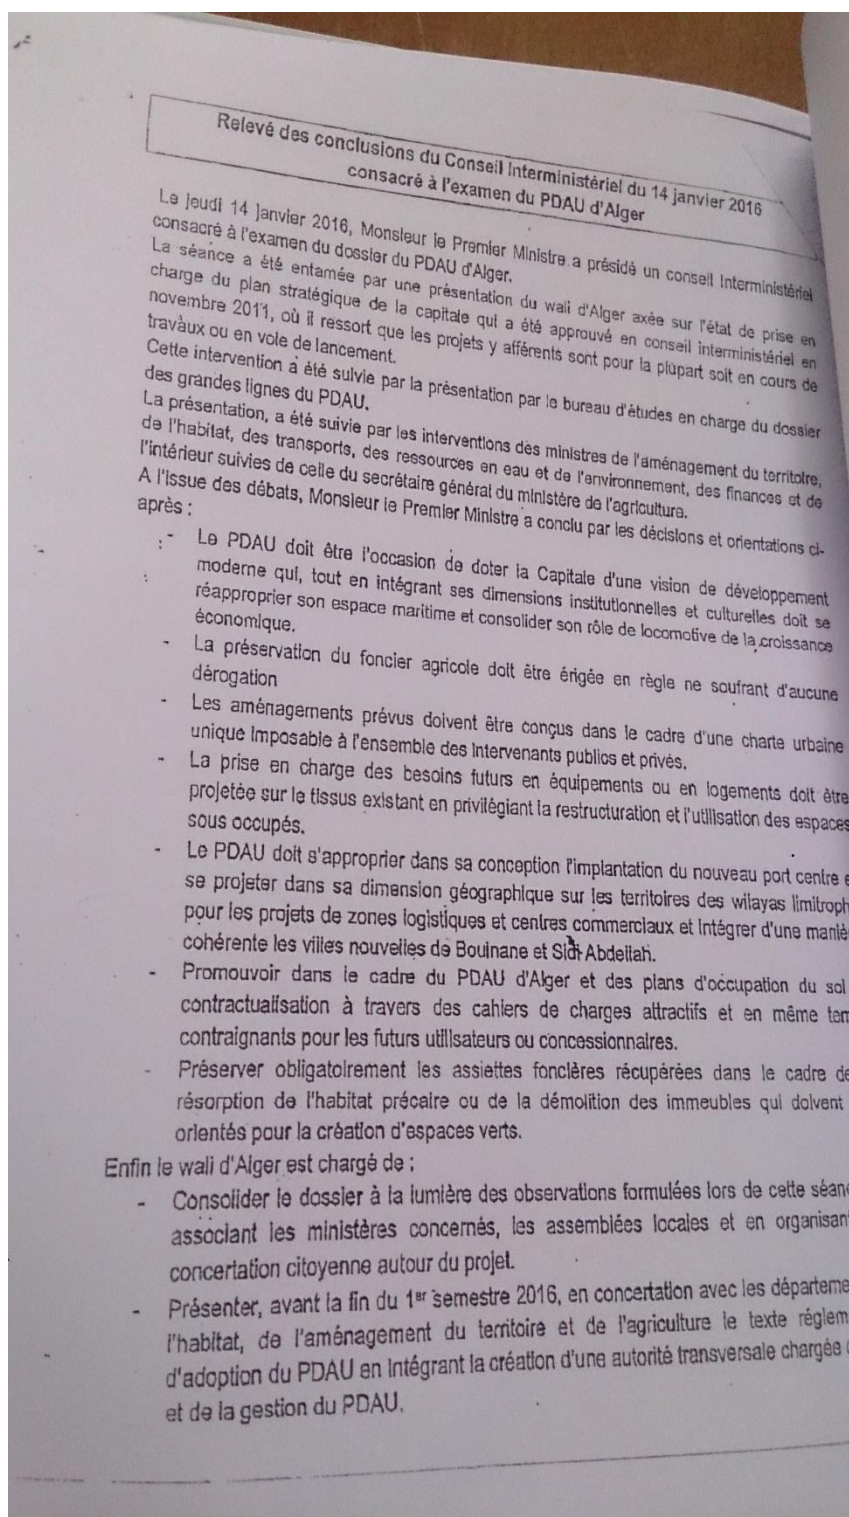 Relevé des conclusions du Conseil Interministériel du 14 janvier 2016
consacré à l'examen du PDAU d'Alger
Le jeudi 14 janvier 2016, Monsieur le Premier Ministre a présidé un conseil Interministériel
consacré à l'examen du dossier du PDAU d'Alger.
La séance a été entamée par une présentation du wali d'Alger axée sur l'état de prise en
charge du plan stratégique de la capitale qui a été approuvé en conseil interministériel en
novembre 2011, où il ressort que les projets y afférents sont pour la plupart soit en cours de
travaux ou en voie de lancement.
Cette intervention a été suivie par la présentation par le bureau d'études en charge du dossier
des grandes lignes du PDAU.
La présentation, a été suivie par les interventions des ministres de l'aménagement du territoire,
de l'habitat, des transports, des ressources en eau et de l'environnement, des finances et de
l'intérieur suivies de celle du secrétaire général du ministère de l'agriculture.
A l'issue des débats, Monsieur le Premier Ministre a conclu par les décisions et orientations ci-
après :
- Le PDAU doit être l'occasion de doter la Capitale d'une vision de développement
moderne qui, tout en intégrant ses dimensions institutionnelles et culturelles doit se
réapproprier son espace maritime et consolider son rôle de locomotive de la croissance
économique.
- La préservation du foncier agricole doit être érigée en règle ne soufrant d'aucune
dérogation
- Les aménagements prévus doivent être conçus dans le cadre d'une charte urbaine
unique imposable à l'ensemble des intervenants publics et privés.
- La prise en charge des besoins futurs en équipements ou en logements doit être
projetée sur le tissus existant en privilégiant la restructuration et l'utilisation des espaces
sous occupés.
- Le PDAU doit s'approprier dans sa conception l'implantation du nouveau port centre e
se projeter dans sa dimension géographique sur les territoires des wilayas limitroph
pour les projets de zones logistiques et centres commerciaux et intégrer d'une maniè
cohérente les villes nouvelles de Bouinane et Sidi Abdellah.
- Promouvoir dans le cadre du PDAU d'Alger et des plans d'occupation du sol
contractualisation à travers des cahiers de charges attractifs et en même tem
contraignants pour les futurs utilisateurs ou concessionnaires.
- Préserver obligatoirement les assiettes foncières récupérées dans le cadre de
résorption de l'habitat précaire ou de la démolition des immeubles qui doivent
orientés pour la création d'espaces verts.
Enfin le wali d'Alger est chargé de :
- Consolider le dossier à la lumière des observations formulées lors de cette séan
associant les ministères concernés, les assemblées locales et en organisan
concertation citoyenne autour du projet.
- Présenter, avant la fin du 1er semestre 2016, en concertation avec les départeme
l'habitat, de l'aménagement du territoire et de l'agriculture le texte réglem
d'adoption du PDAU en intégrant la création d'une autorité transversale chargée
et de la gestion du PDAU.